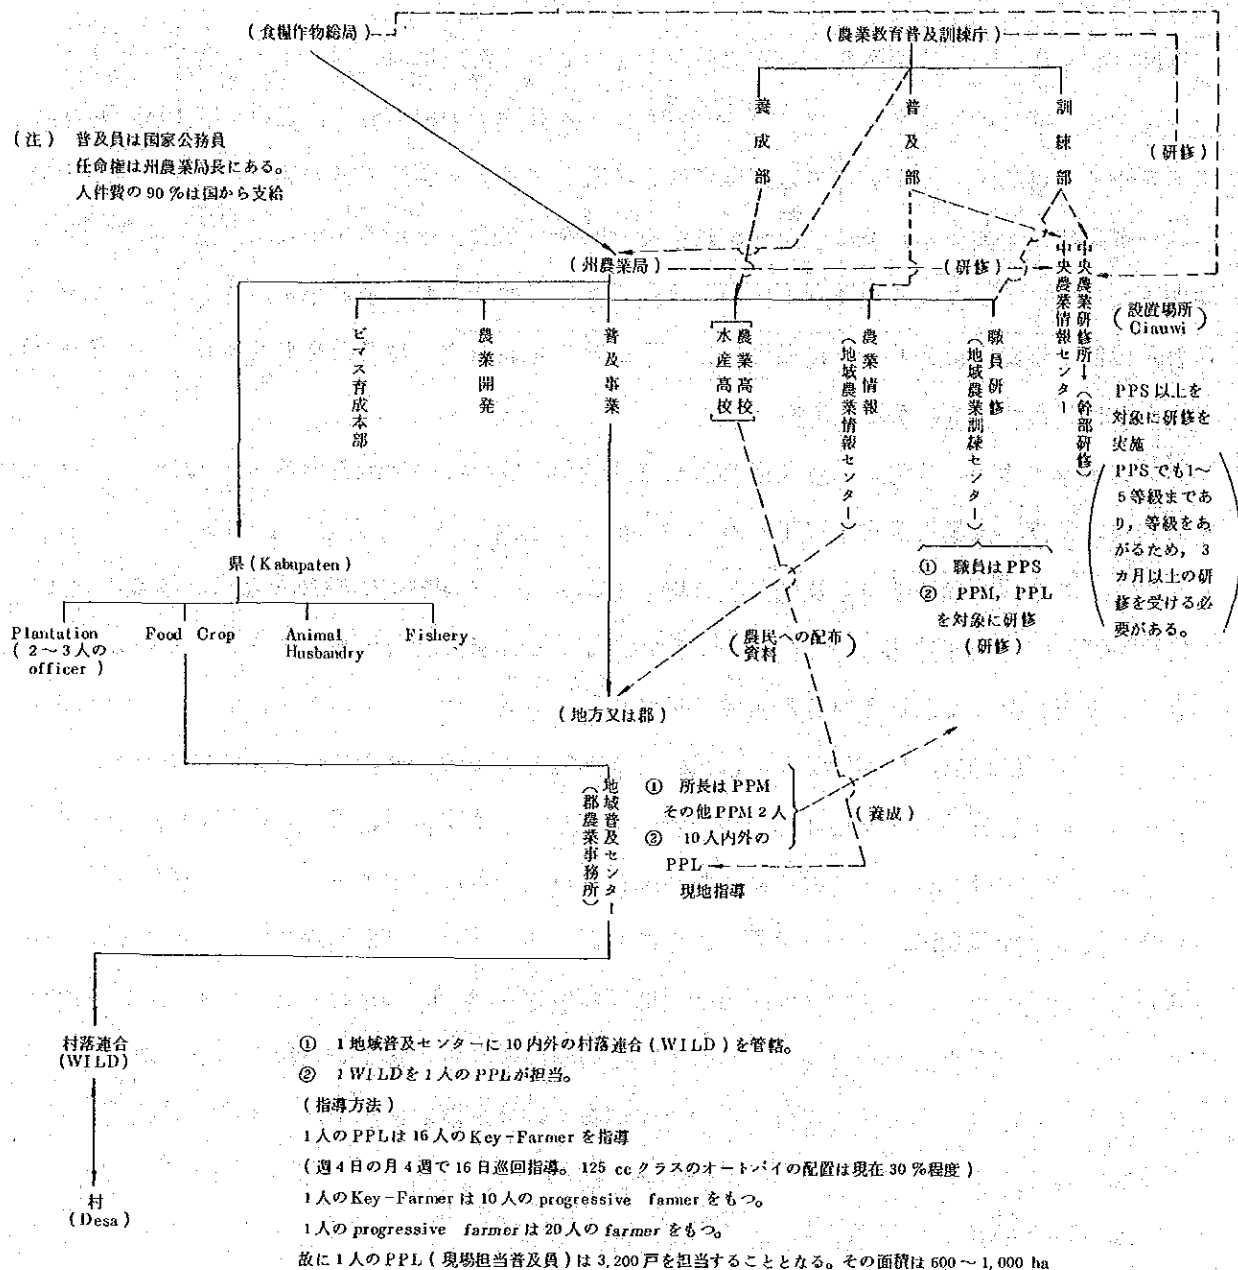 (食糧作物総局)
(農業教育普及訓練庁)
養成部
普及部
訓練部
(研修)
(注) 普及員は国家公務員
任命権は州農業局長にある。
人件費の90%は国から支給
(州農業局)
(研修)
中央農業情報センター
中央農業研修所→(幹部研修)
(設置場所
Ciauwi)
ビマス育成本部
農業開発
普及事業
水産高校
農業高校
農業情報
(地域農業情報センター)
職員研修
(地域農業訓練センター)
PPS以上を
対象に研修を
実施
(PPSでも1~
5等級まであ
り,等級をあ
がるため,3
カ月以上の研
修を受ける必
要がある。)
① 職員はPPS
② PPM,PPL
を対象に研修
(研修)
県(Kabupaten)
Plantation
(2~3人の
officer)
Food Crop
Animal
Husbandry
Fishery
(農民への配布
資料)
(地方又は郡)
地域普及センター
(郡農業事務所)
① 所長はPPM
その他PPM2人
② 10人内外の
PPL
現地指導
(養成)
村落連合
(WILD)
村
(Desa)
① 1地域普及センターに10内外の村落連合(WILD)を管轄。
② 1WILDを1人のPPLが担当。
(指導方法)
1人のPPLは16人のKey-Farmerを指導
(週4日の月4週で16日巡回指導。125ccクラスのオートバイの配置は現在30%程度)
1人のKey-Farmerは10人のprogressive farmerをもつ。
1人のprogressive farmerは20人のfarmerをもつ。
故に1人のPPL(現場担当普及員)は3,200戸を担当することとなる。その面積は600~1,000ha